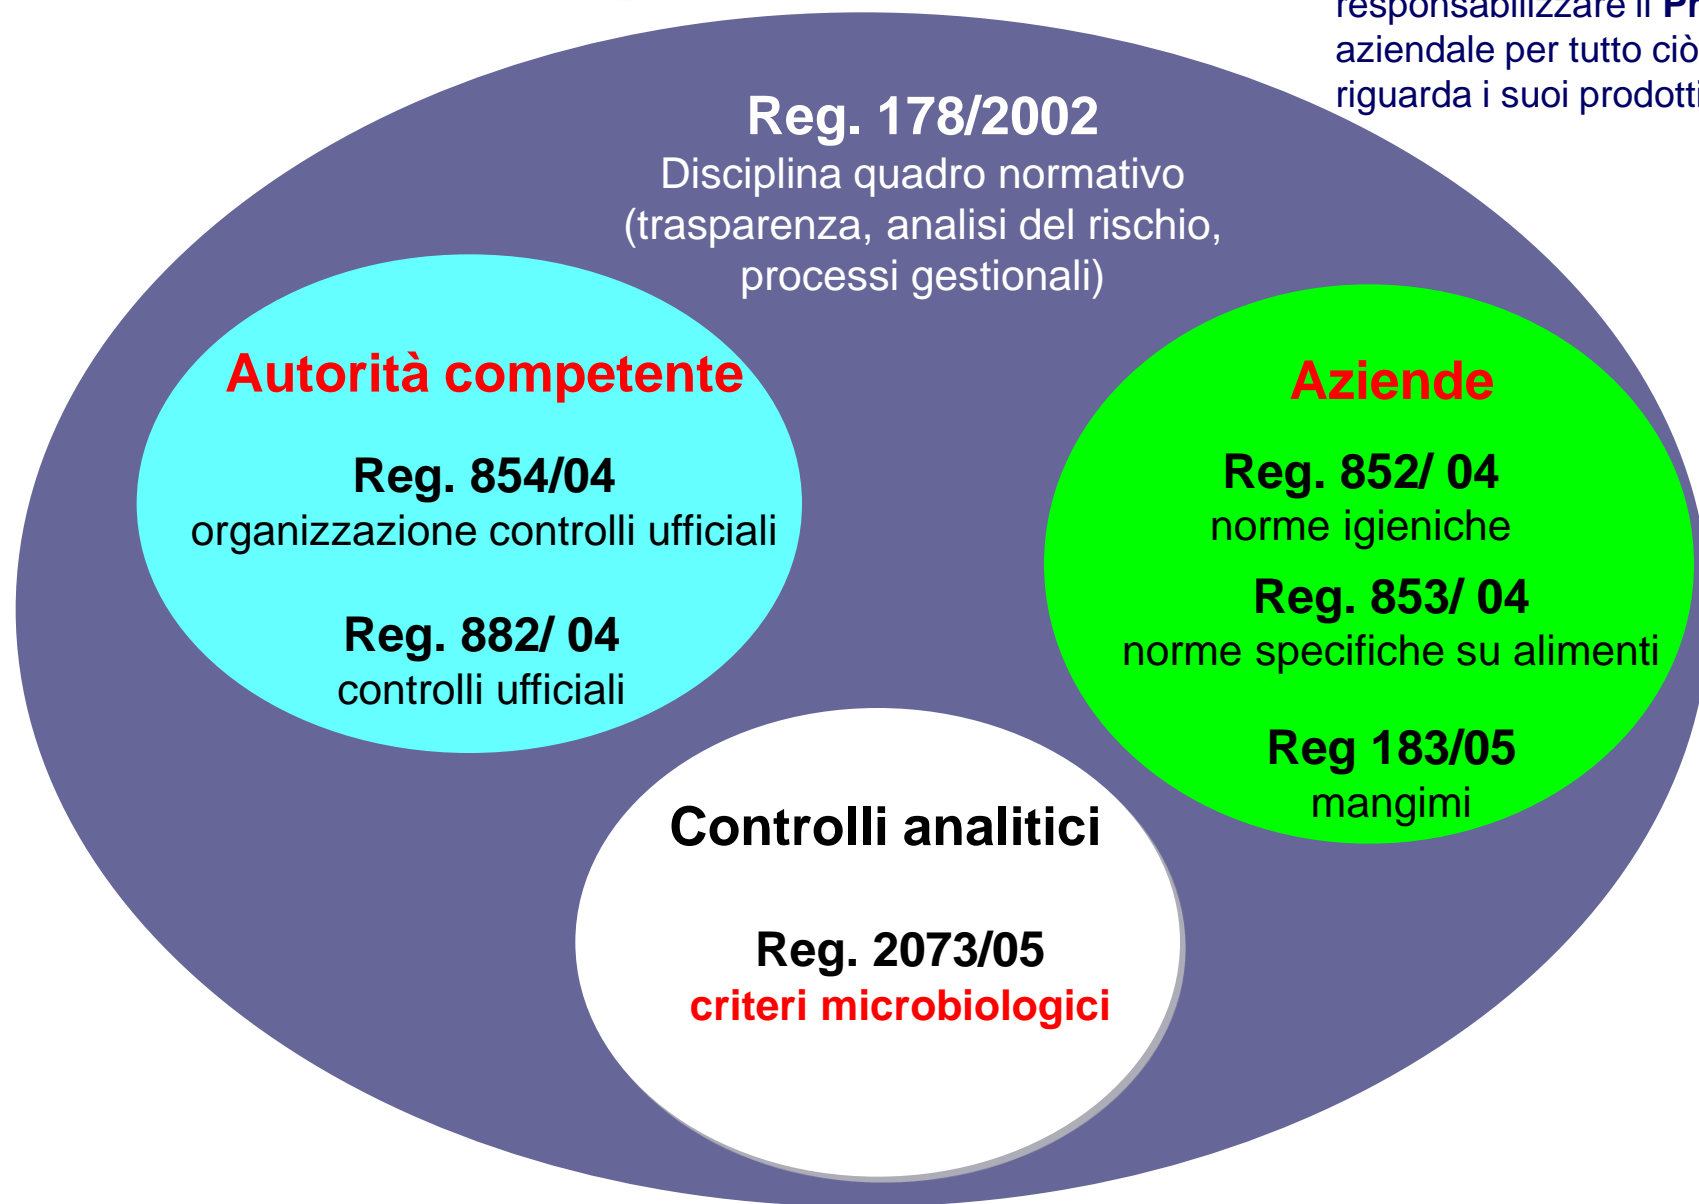 responsabilizzare il
aziendale per tutto ciò
riguarda i suoi prodotti
Reg. 178/2002
Disciplina quadro normativo
(trasparenza, analisi del rischio,
processi gestionali)
Autorità competente
Reg. 854/04
organizzazione controlli ufficiali
Reg. 882/ 04
controlli ufficiali
Aziende
Reg. 852/ 04
norme igieniche
Reg. 853/ 04
norme specifiche su alimenti
Reg 183/05
mangimi
Controlli analitici
Reg. 2073/05
criteri microbiologici